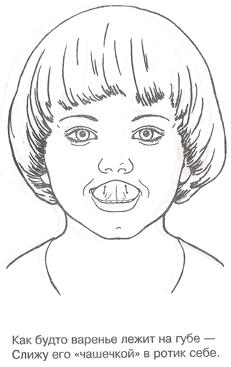 Как будто варенье лежит на губе —
Слижу его «чашечкой» в ротик себе.